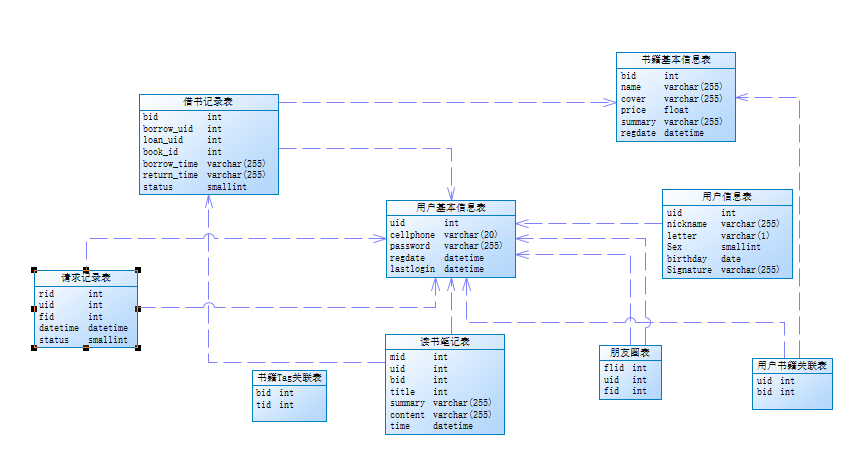 书籍基本信息表
bid int
name varchar(255)
cover varchar(255)
price float
summary varchar(255)
regdate datetime
借书记录表
bid int
borrow_uid int
loan_uid int
book_id int
borrow_time varchar(255)
return_time varchar(255)
status smallint
用户基本信息表
uid int
cellphone varchar(20)
password varchar(255)
regdate datetime
lastlogin datetime
用户信息表
uid int
nickname varchar(255)
letter varchar(1)
Sex smallint
birthday date
Signature varchar(255)
请求记录表
rid int
uid int
fid int
datetime datetime
status smallint
读书笔记表
mid int
uid int
bid int
title int
summary varchar(255)
content varchar(255)
time datetime
朋友圈表
flid int
uid int
fid int
用户书籍关联表
uid int
bid int
书籍Tag关联表
bid int
tid int